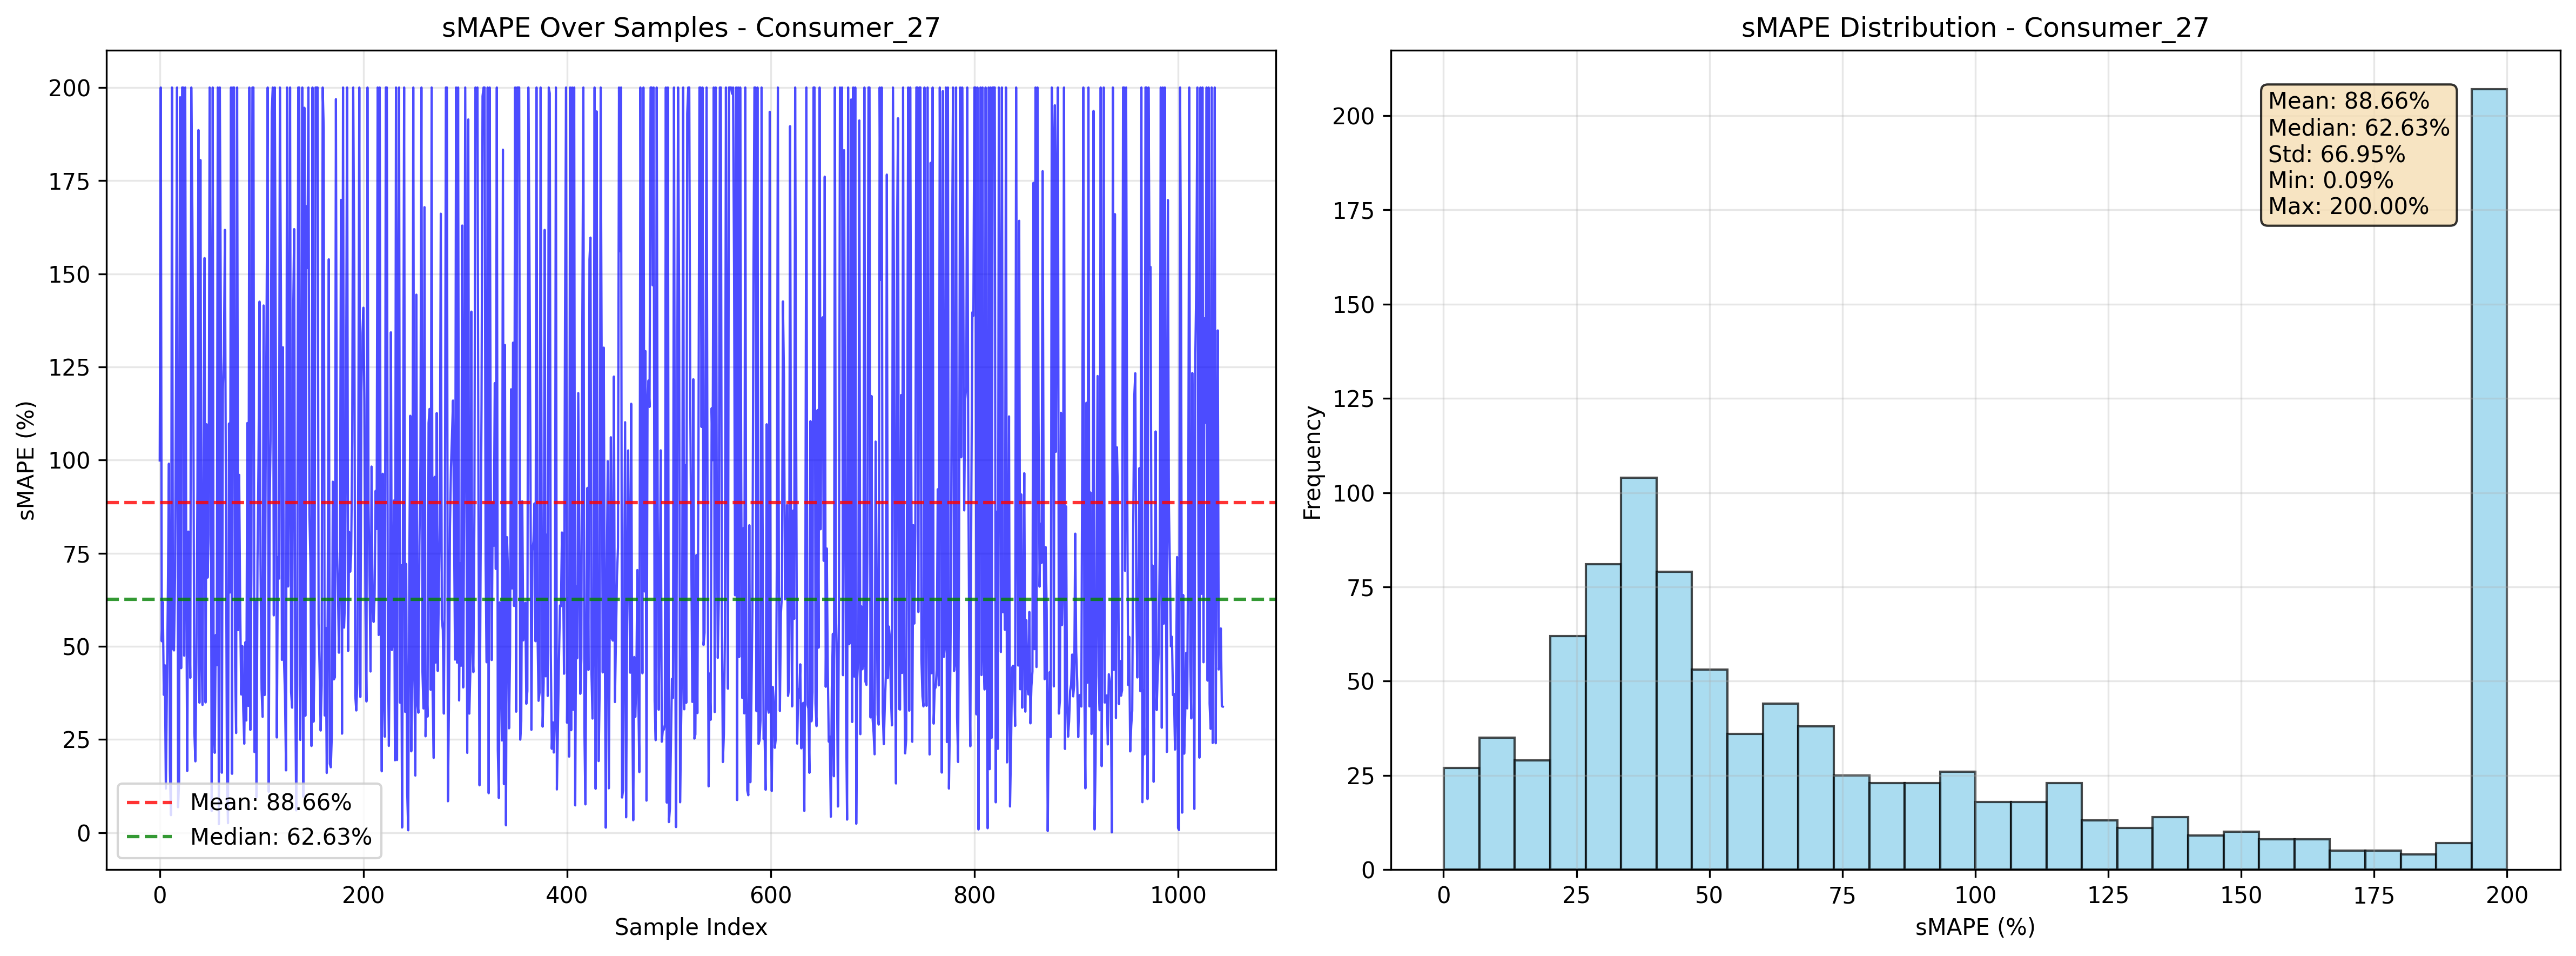 sMAPE Over Samples - Consumer_27
sMAPE (%)
200
175
150
125
100
75
50
25
0
Mean: 88.66%
Median: 62.63%
0 200 400 600 800 1000
Sample Index
sMAPE Distribution - Consumer_27
Frequency
200
175
150
125
100
75
50
25
0
Mean: 88.66%
Median: 62.63%
Std: 66.95%
Min: 0.09%
Max: 200.00%
0 25 50 75 100 125 150 175 200
sMAPE (%)